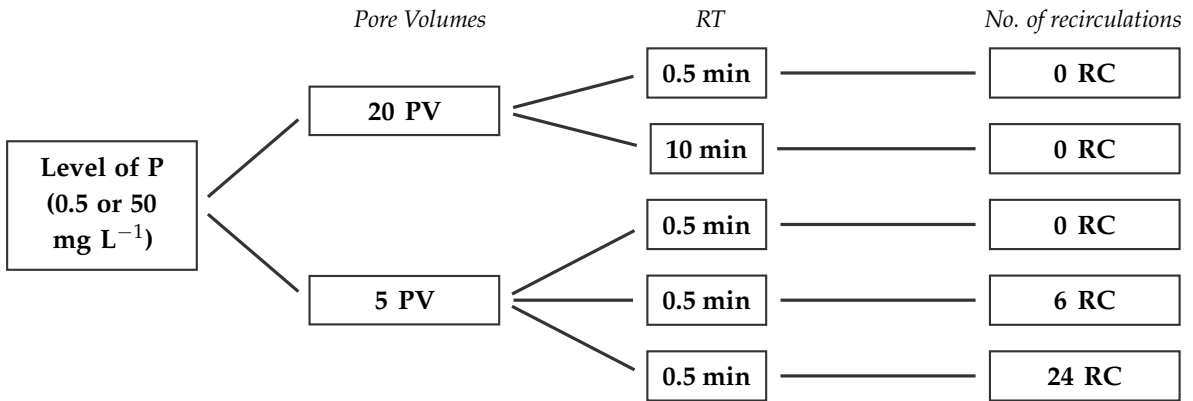 Pore Volumes RT No. of recirculations
0.5 min 0 RC
20 PV
10 min 0 RC
Level of P
(0.5 or 50
mg L⁻¹)
0.5 min 0 RC
5 PV 0.5 min 6 RC
0.5 min 24 RC